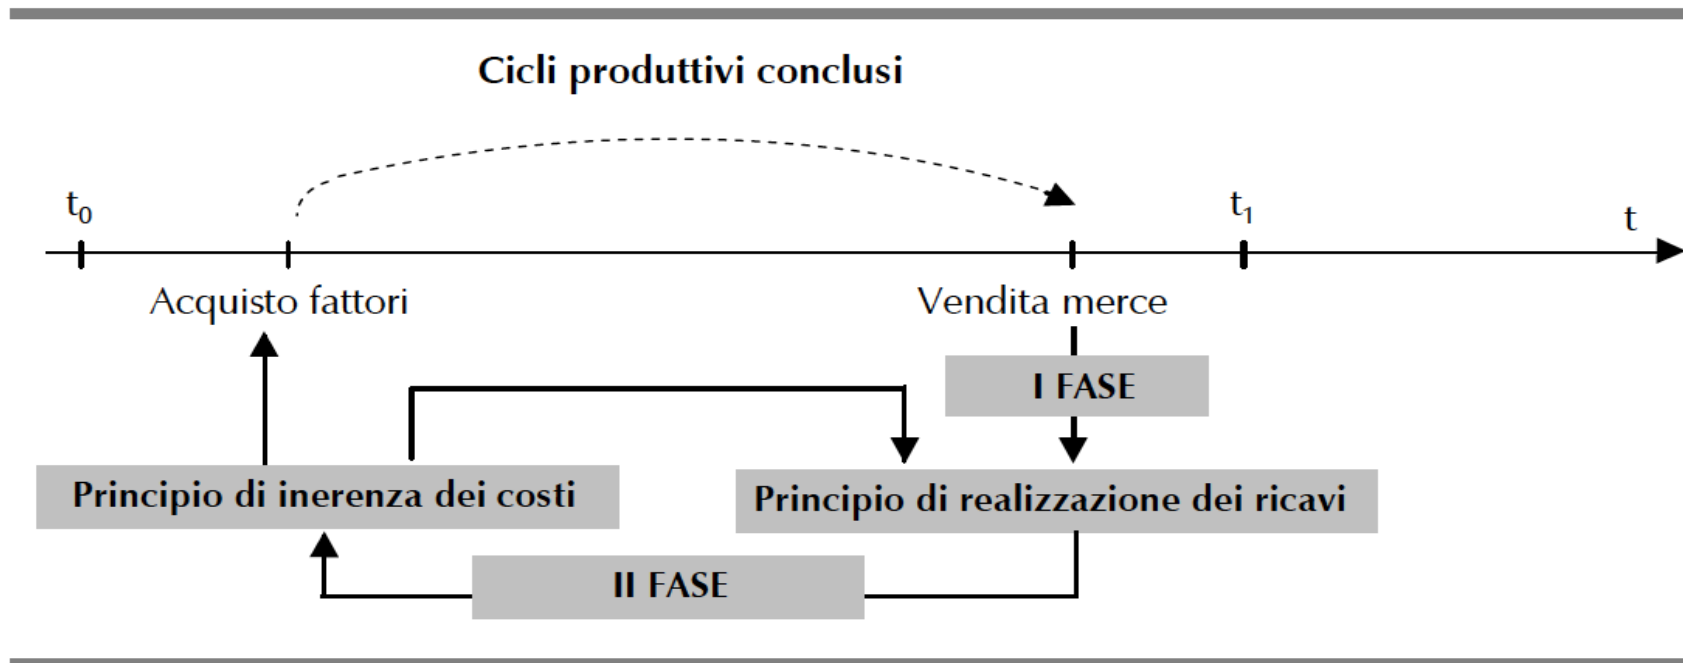 Cicli produttivi conclusi
t₀
t₁
t
Acquisto fattori
Vendita merce
I FASE
Principio di inerenza dei costi
Principio di realizzazione dei ricavi
II FASE